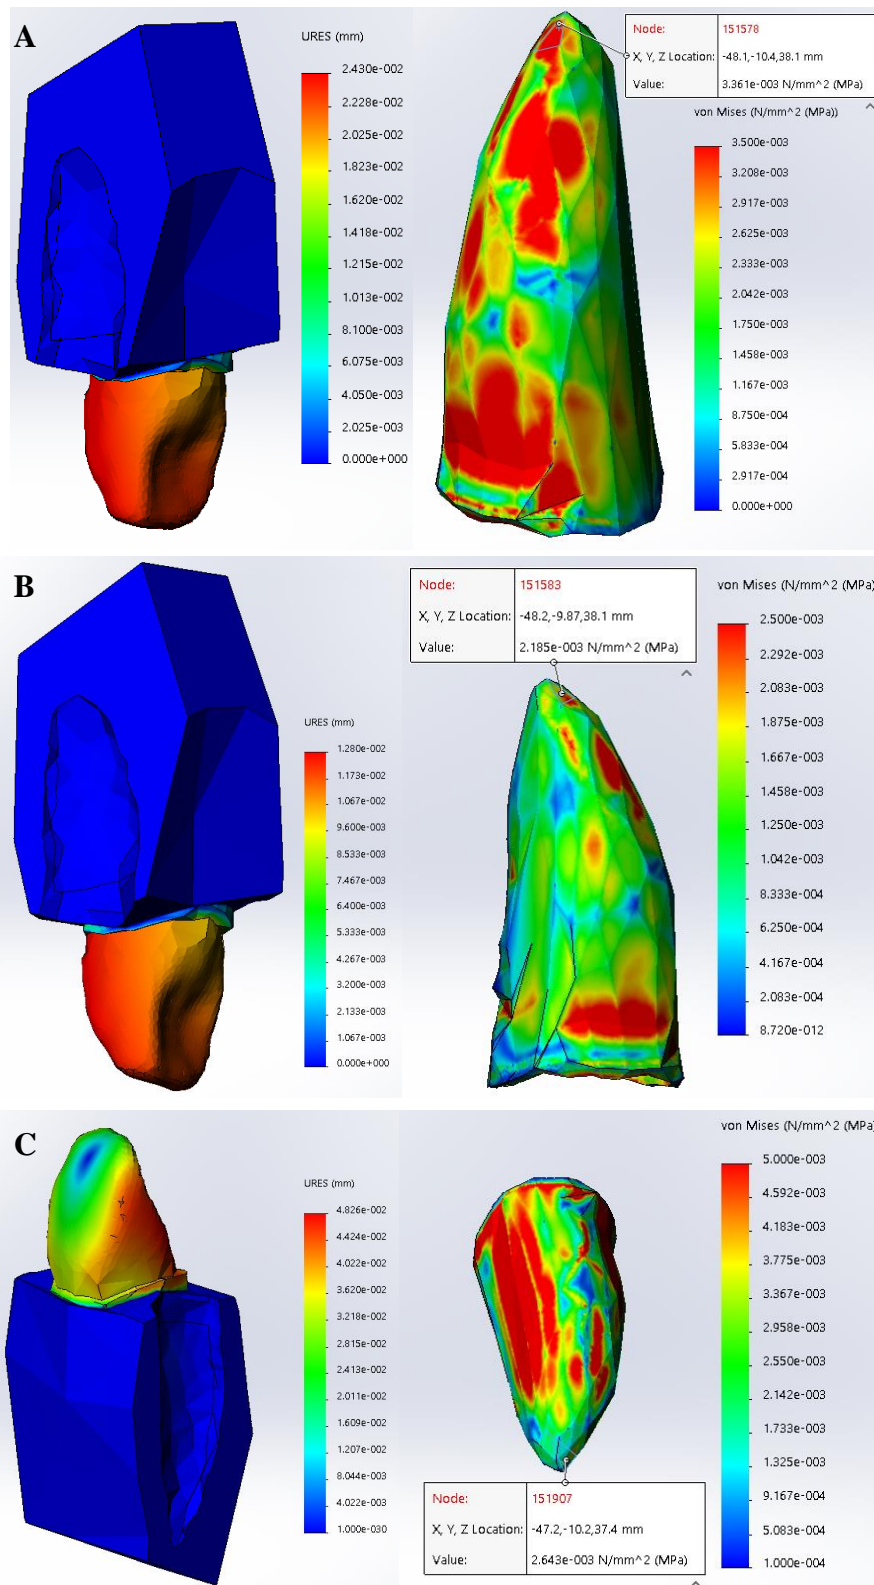 A
URES (mm)
2.430e-002
2.228e-002
2.025e-002
1.823e-002
1.620e-002
1.418e-002
1.215e-002
1.013e-002
8.100e-003
6.075e-003
4.050e-003
2.025e-003
0.000e+000
Node: 151578
X, Y, Z Location: -48.1,-10.4,38.1 mm
Value: 3.361e-003 N/mm^2 (MPa)
von Mises (N/mm^2 (MPa))
3.500e-003
3.208e-003
2.917e-003
2.625e-003
2.333e-003
2.042e-003
1.750e-003
1.458e-003
1.167e-003
8.750e-004
5.833e-004
2.917e-004
0.000e+000
B
URES (mm)
1.280e-002
1.173e-002
1.067e-002
9.600e-003
8.533e-003
7.467e-003
6.400e-003
5.333e-003
4.267e-003
3.200e-003
2.133e-003
1.067e-003
0.000e+000
Node: 151583
X, Y, Z Location: -48.2,-9.87,38.1 mm
Value: 2.185e-003 N/mm^2 (MPa)
von Mises (N/mm^2 (MPa)
2.500e-003
2.292e-003
2.083e-003
1.875e-003
1.667e-003
1.458e-003
1.250e-003
1.042e-003
8.333e-004
6.250e-004
4.167e-004
2.083e-004
8.720e-012
C
URES (mm)
4.826e-002
4.424e-002
4.022e-002
3.620e-002
3.218e-002
2.815e-002
2.413e-002
2.011e-002
1.609e-002
1.207e-002
8.044e-003
4.022e-003
1.000e-030
von Mises (N/mm^2 (MPa)
5.000e-003
4.592e-003
4.183e-003
3.775e-003
3.367e-003
2.958e-003
2.550e-003
2.142e-003
1.733e-003
1.325e-003
9.167e-004
5.083e-004
1.000e-004
Node: 151907
X, Y, Z Location: -47.2,-10.2,37.4 mm
Value: 2.643e-003 N/mm^2 (MPa)